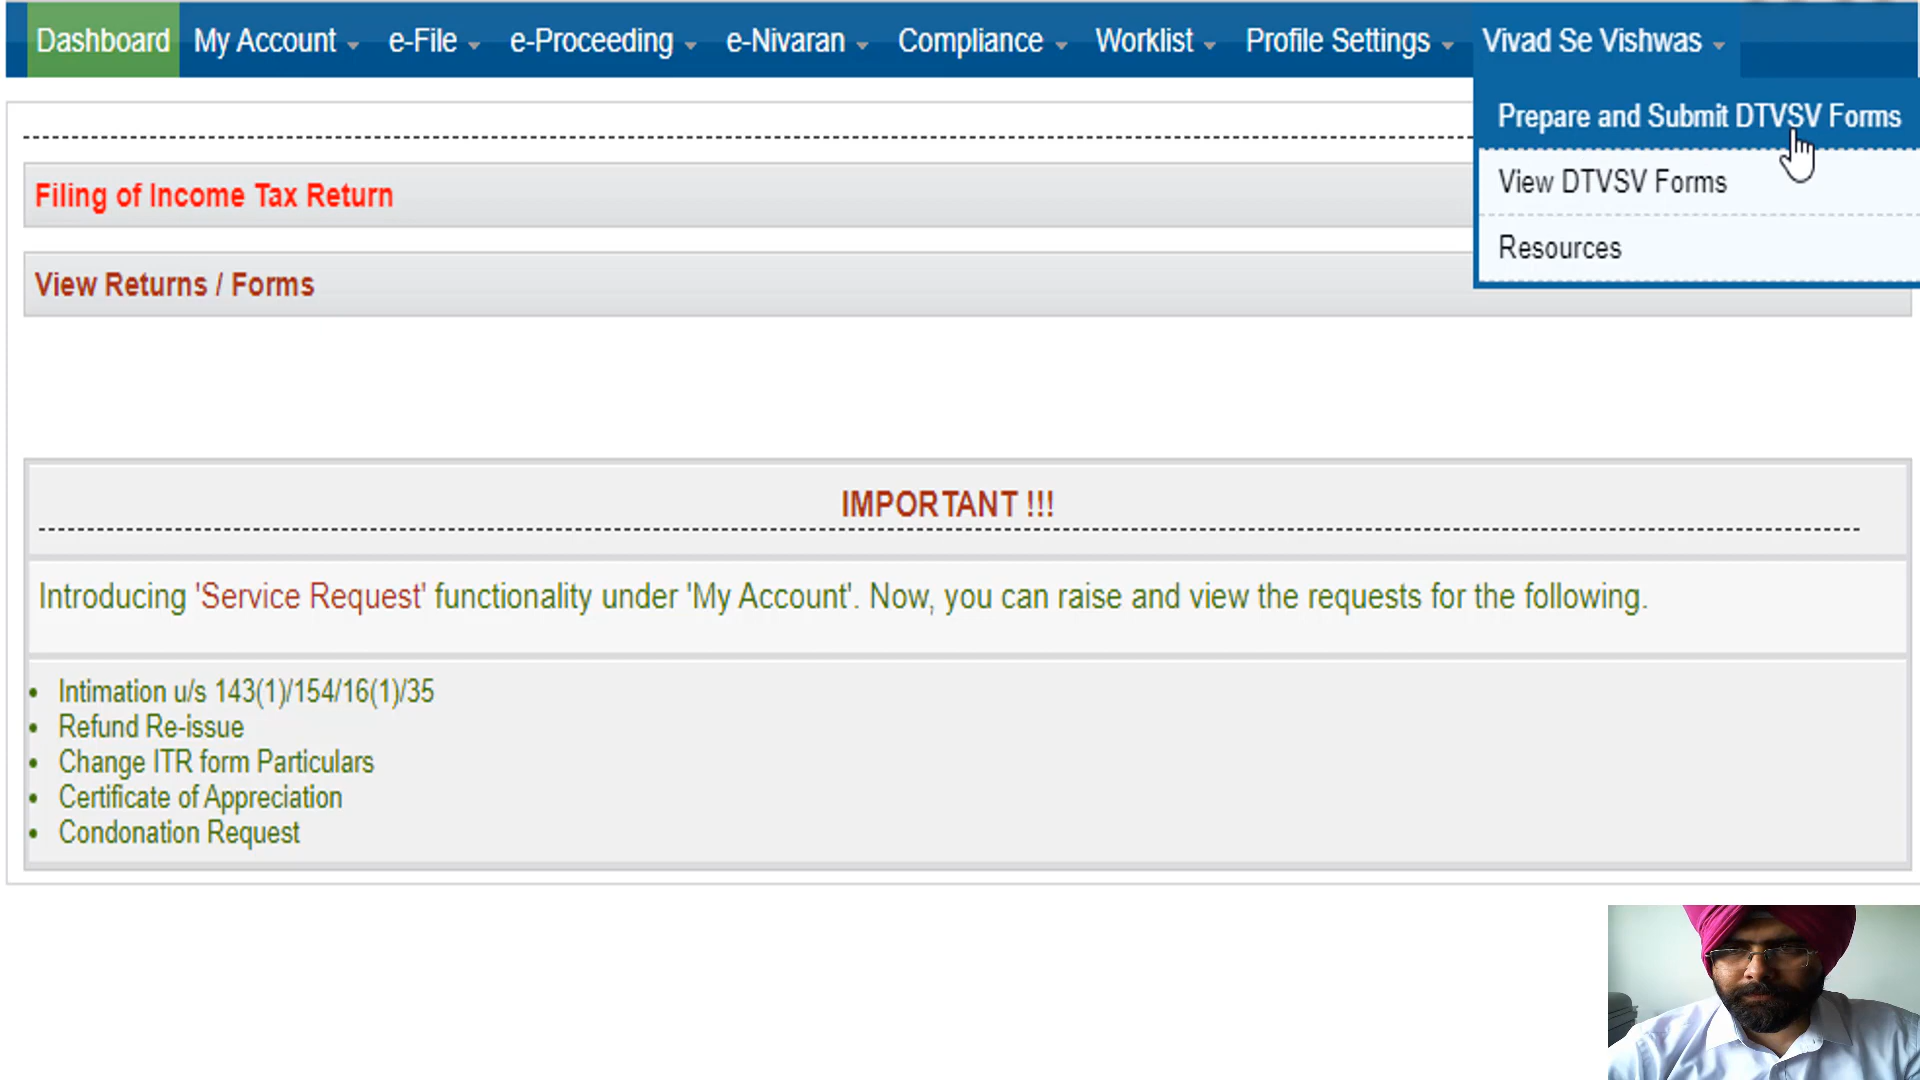 Dashboard My Account e-File e-Proceeding e-Nivaran Compliance Worklist Profile Settings Vivad Se Vishwas
Prepare and Submit DTVSV Forms
View DTVSV Forms
Resources
Filing of Income Tax Return
View Returns / Forms
IMPORTANT !!!
Introducing 'Service Request' functionality under 'My Account'. Now, you can raise and view the requests for the following.
• Intimation u/s 143(1)/154/16(1)/35
• Refund Re-issue
• Change ITR form Particulars
• Certificate of Appreciation
• Condonation Request